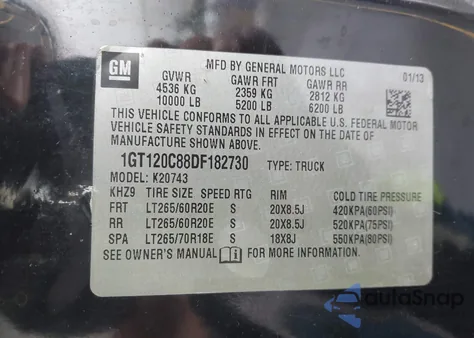 GM
MFD BY GENERAL MOTORS LLC
01/13
GVWR GAWR FRT GAWR RR
4536 KG 2359 KG 2812 KG
10000 LB 5200 LB 6200 LB
THIS VEHICLE CONFORMS TO ALL APPLICABLE U.S. FEDERAL MOTOR
VEHICLE SAFETY STANDARDS IN EFFECT ON THE DATE OF
MANUFACTURE SHOWN ABOVE.
1GT120C88DF182730 TYPE: TRUCK
MODEL: K20743
KHZ9 TIRE SIZE SPEED RTG RIM COLD TIRE PRESSURE
FRT LT265/60R20E S 20X8.5J 420KPA(60PSI)
RR LT265/60R20E S 20X8.5J 520KPA(75PSI)
SPA LT265/70R18E S 18X8J 550KPA(80PSI)
SEE OWNER'S MANUAL FOR MORE INFORMATION.
autoSnap